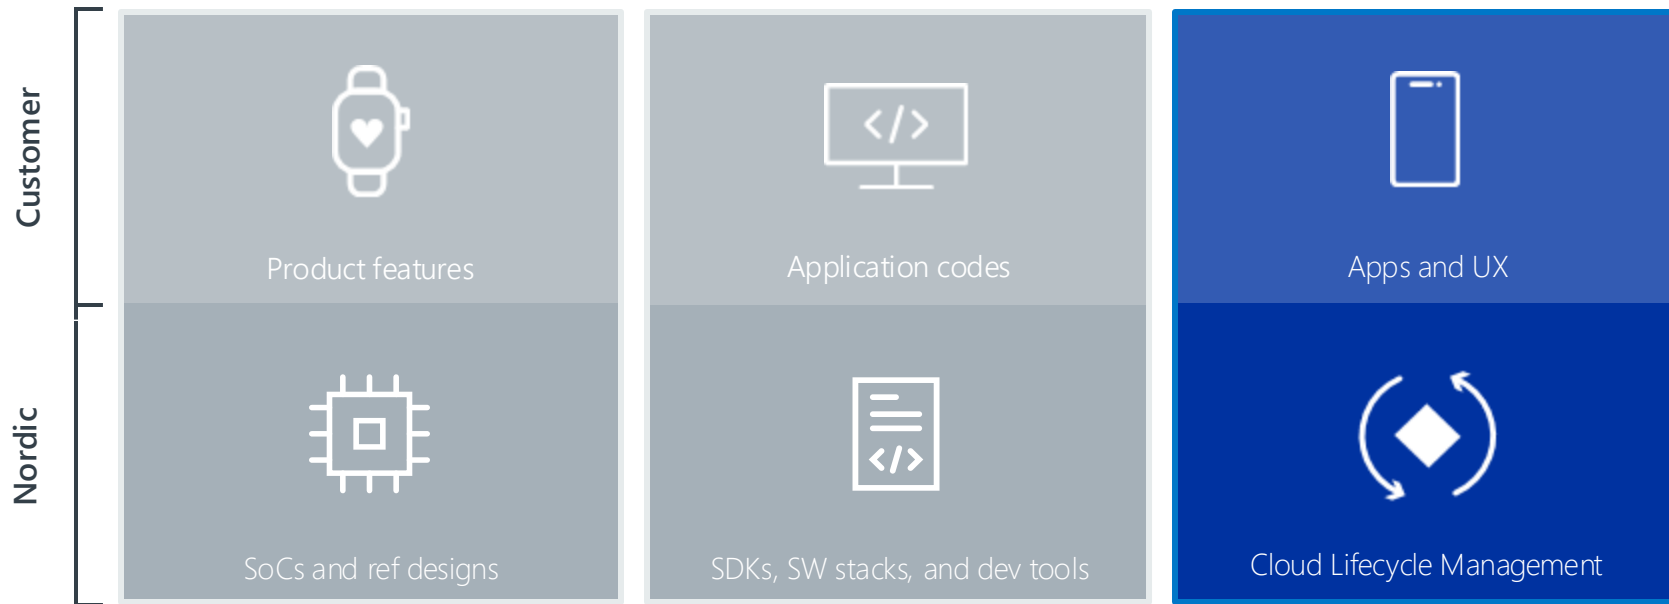 Customer
Product features
Application codes
Apps and UX
Nordic
SoCs and ref designs
SDKs, SW stacks, and dev tools
Cloud Lifecycle Management